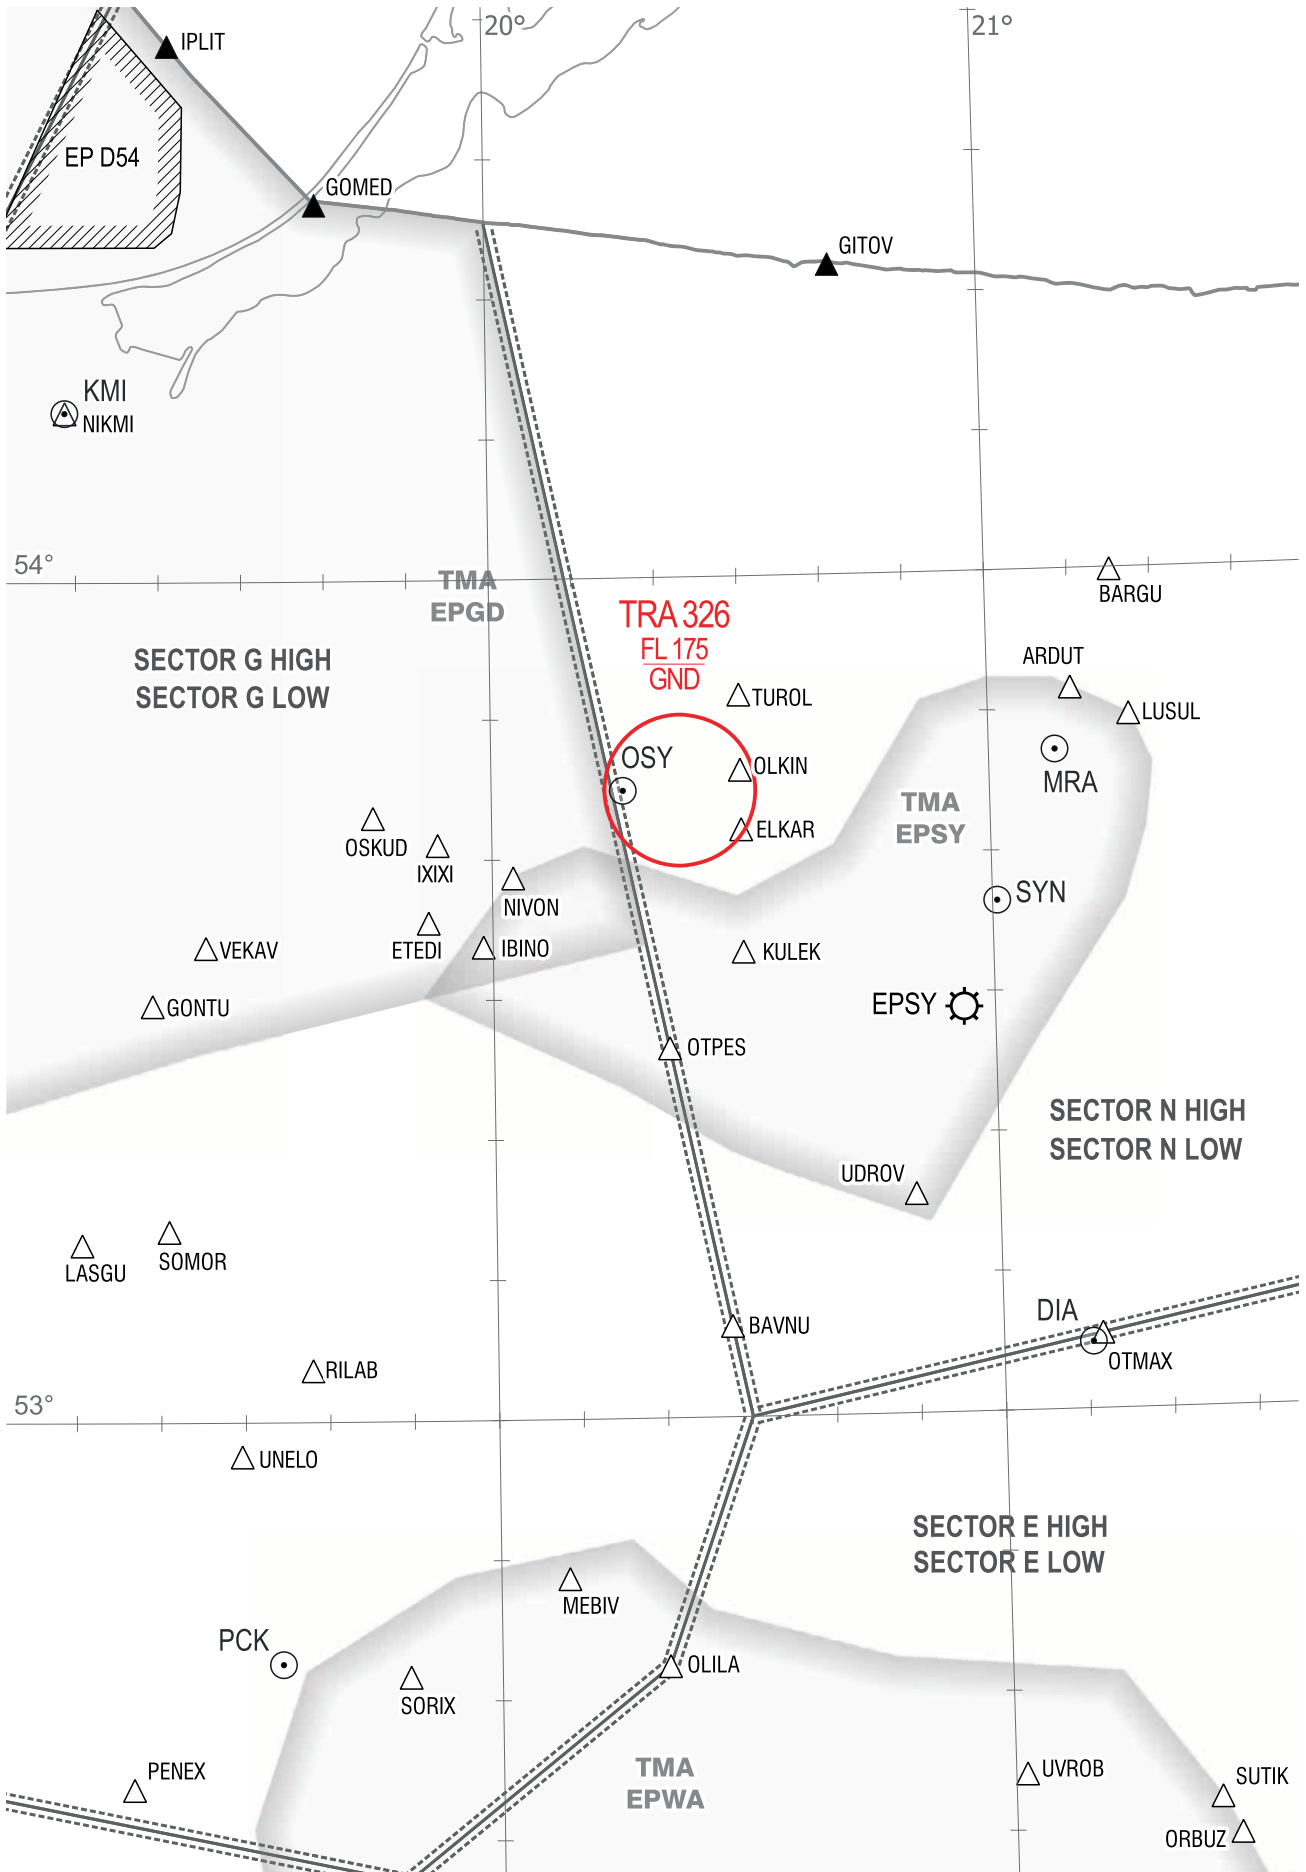 20°
21°
IPLIT
EP D54
GOMED
GITOV
KMI
NIKMI
54°
TMA
EPGD
BARGU
TRA 326
FL 175
GND
SECTOR G HIGH
SECTOR G LOW
ARDUT
TUROL
LUSUL
OSY
OLKIN
MRA
TMA
EPSY
ELKAR
OSKUD
IXIXI
SYN
NIVON
VEKAV
ETEDI
IBINO
KULEK
GONTU
EPSY
OTPES
SECTOR N HIGH
SECTOR N LOW
UDROV
LASGU
SOMOR
DIA
BAVNU
OTMAX
RILAB
53°
UNELO
SECTOR E HIGH
SECTOR E LOW
MEBIV
PCK
OLILA
SORIX
TMA
EPWA
PENEX
UVROB
SUTIK
ORBUZ